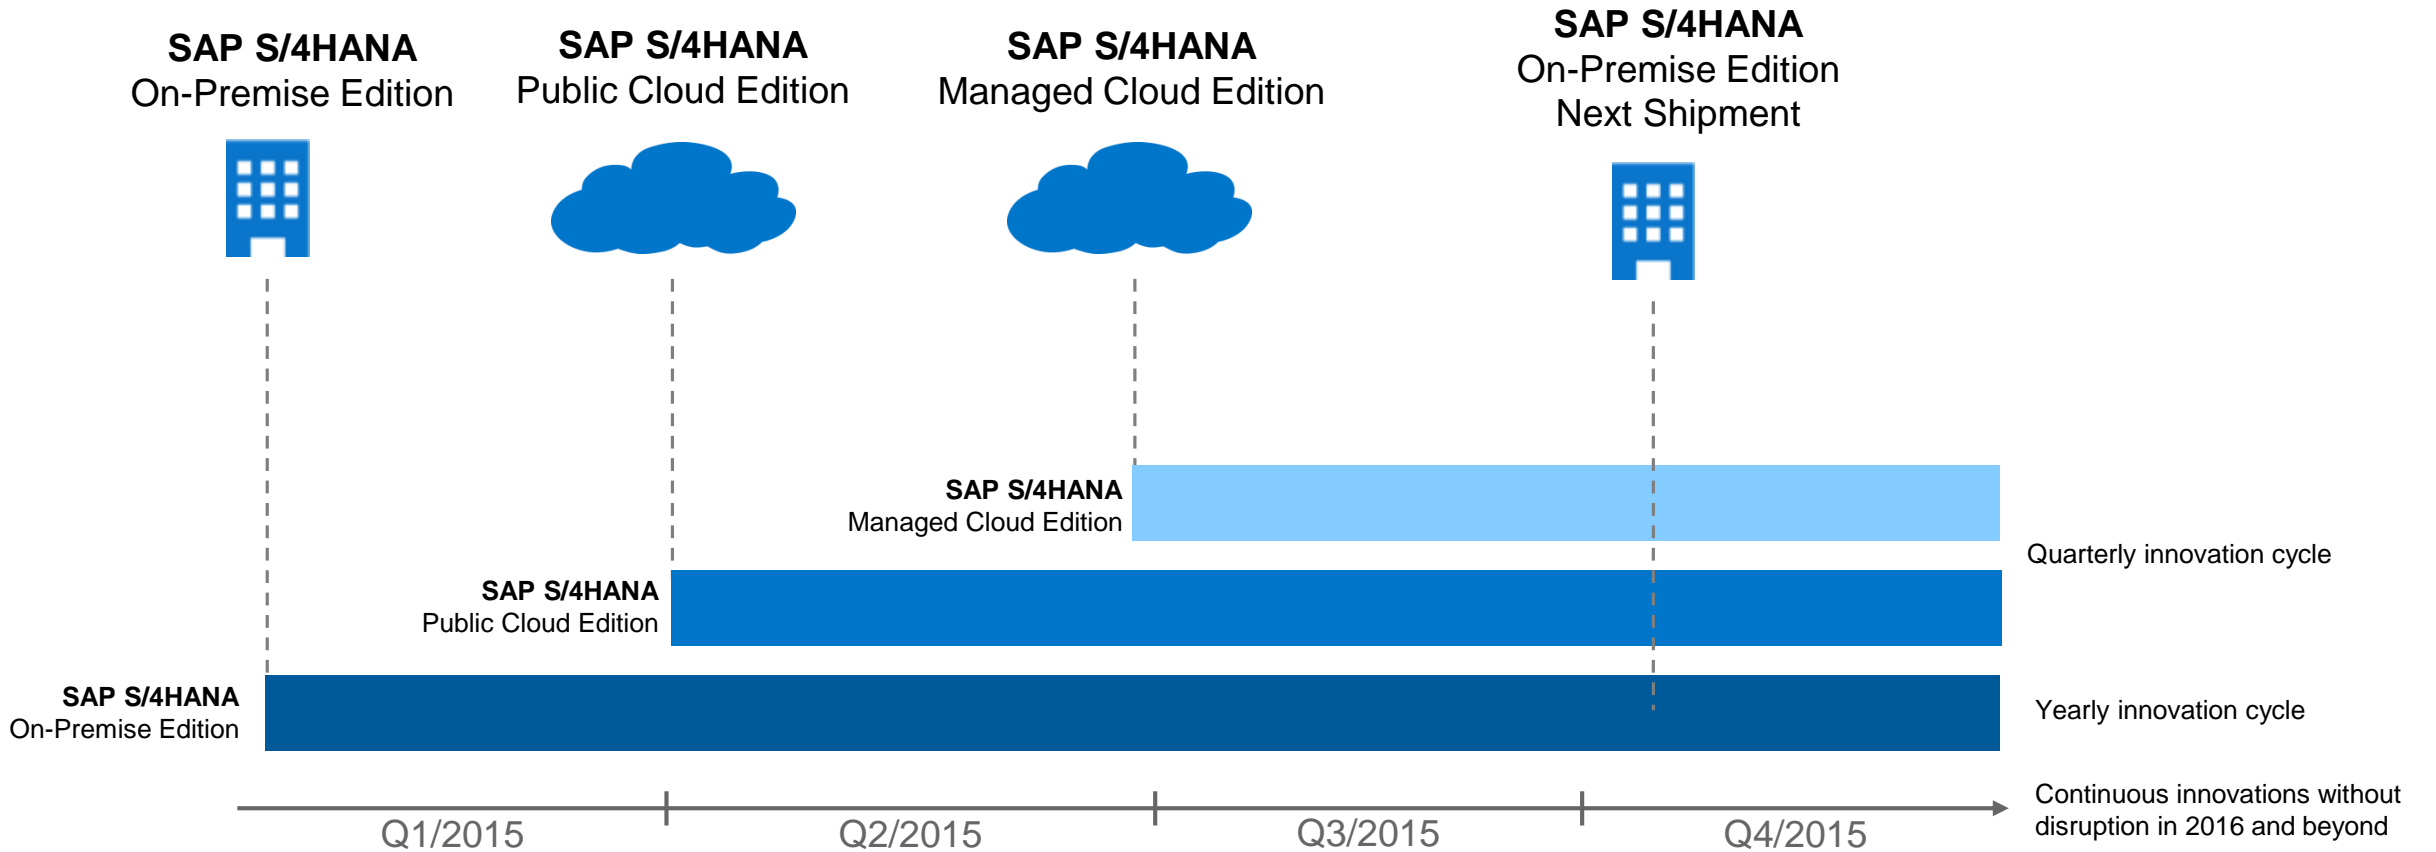 SAP S/4HANA
On-Premise Edition
SAP S/4HANA
Public Cloud Edition
SAP S/4HANA
Managed Cloud Edition
SAP S/4HANA
On-Premise Edition
Next Shipment
SAP S/4HANA
Managed Cloud Edition
Quarterly innovation cycle
SAP S/4HANA
Public Cloud Edition
SAP S/4HANA
On-Premise Edition
Yearly innovation cycle
Q1/2015
Q2/2015
Q3/2015
Q4/2015
Continuous innovations without
disruption in 2016 and beyond